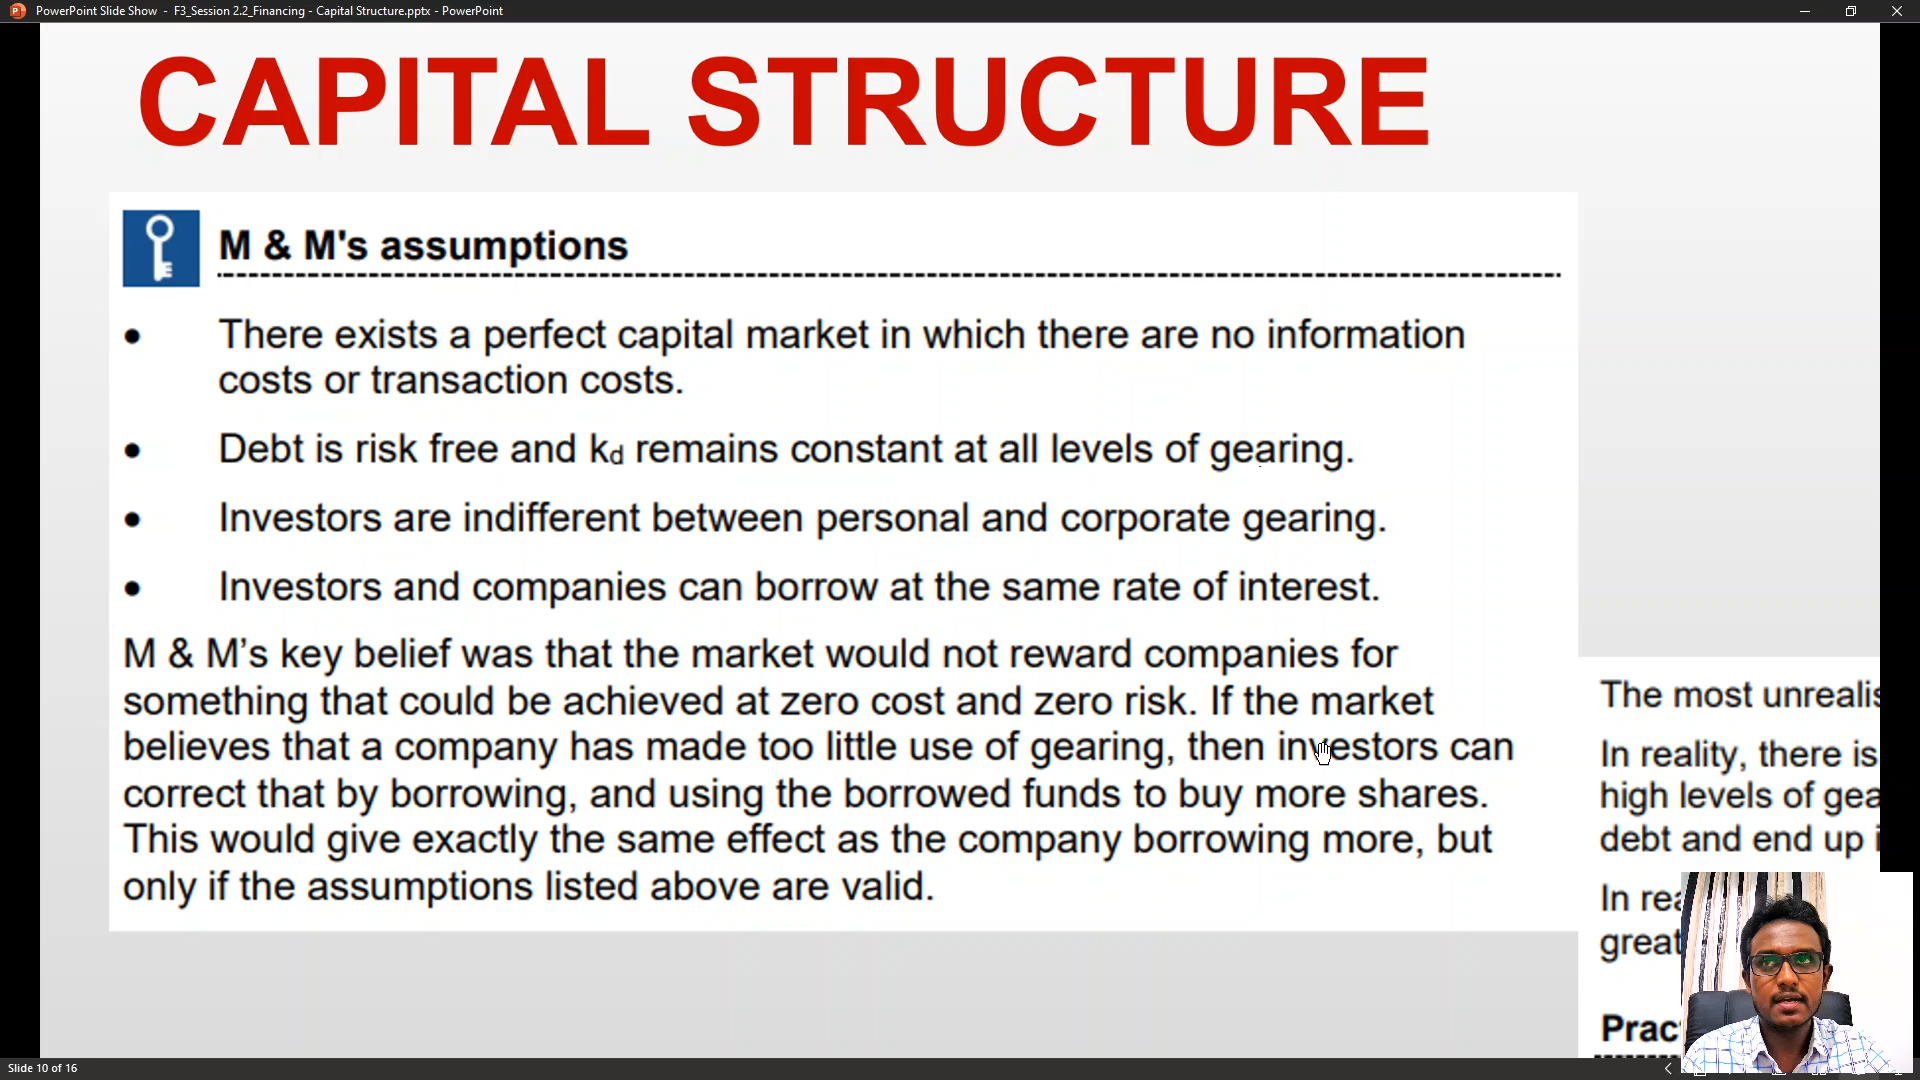 PowerPoint Slide Show - F3_Session 2.2_Financing - Capital Structure.pptx - PowerPoint
CAPITAL STRUCTURE
M & M's assumptions
• There exists a perfect capital market in which there are no information
costs or transaction costs.
• Debt is risk free and kd remains constant at all levels of gearing.
• Investors are indifferent between personal and corporate gearing.
• Investors and companies can borrow at the same rate of interest.
M & M’s key belief was that the market would not reward companies for
something that could be achieved at zero cost and zero risk. If the market
believes that a company has made too little use of gearing, then investors can
correct that by borrowing, and using the borrowed funds to buy more shares.
This would give exactly the same effect as the company borrowing more, but
only if the assumptions listed above are valid.
The most
In reality, there is
high levels of
debt and end up
In
Slide 10 of 16